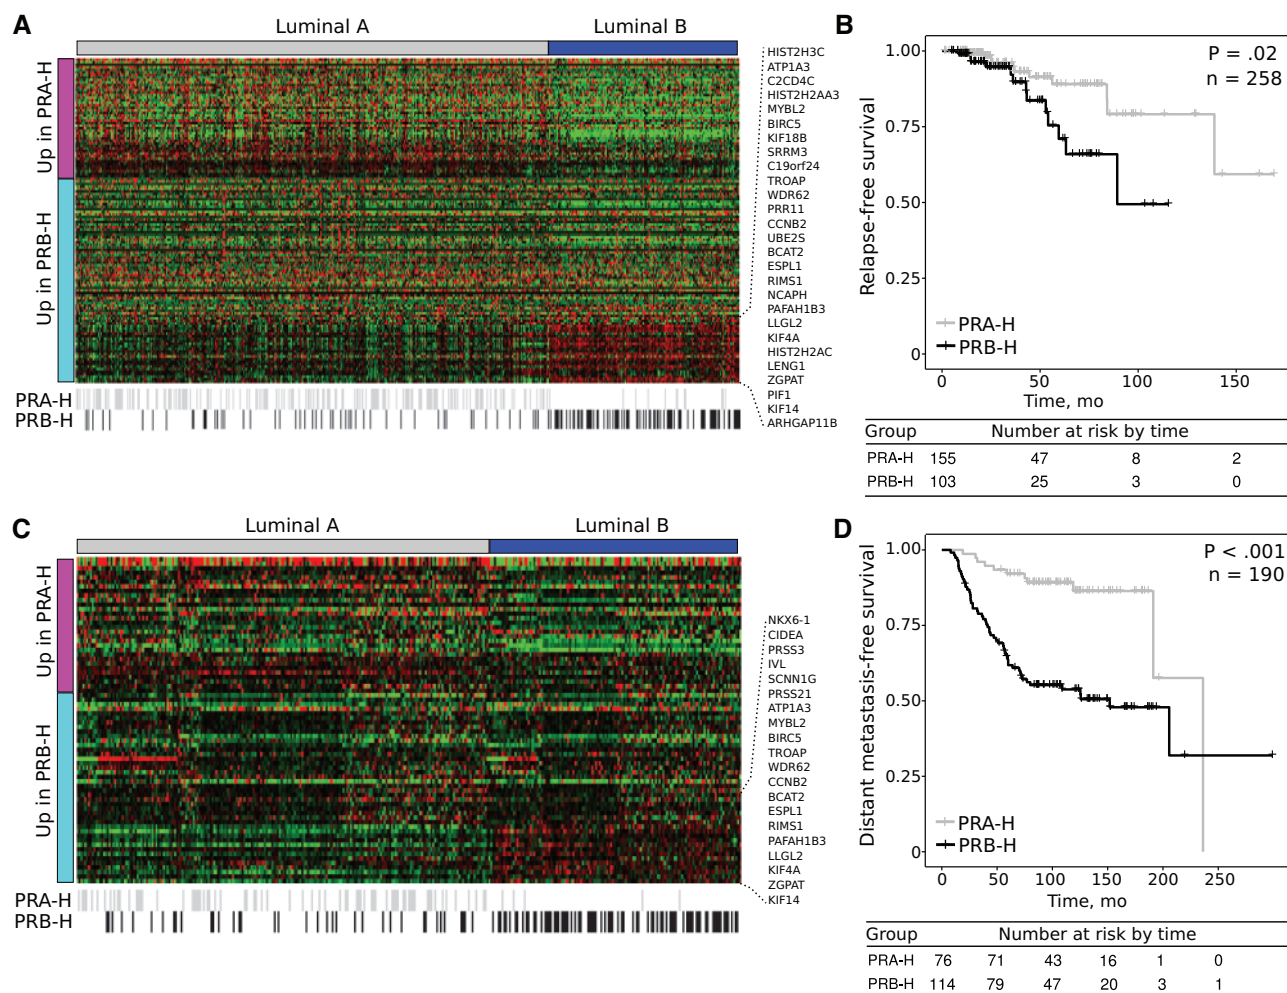 A
Luminal A
Luminal B
Up in PRA-H
Up in PRB-H
PRA-H
PRB-H
HIST2H3C
ATP1A3
C2CD4C
HIST2H2AA3
MYBL2
BIRC5
KIF18B
SRRM3
C19orf24
TROAP
WDR62
PRR11
CCNB2
UBE2S
BCAT2
ESPL1
RIMS1
NCAPH
PAFAH1B3
LLGL2
KIF4A
HIST2H2AC
LENG1
ZGPAT
PIF1
KIF14
ARHGAP11B
B
Relapse-free survival
1.00
0.75
0.50
0.25
0
P = .02
n = 258
PRA-H
PRB-H
0 50 100 150
Time, mo
Group Number at risk by time
PRA-H 155 47 8 2
PRB-H 103 25 3 0
C
Luminal A
Luminal B
Up in PRA-H
Up in PRB-H
PRA-H
PRB-H
NKX6-1
CIDEA
PRSS3
IVL
SCNN1G
PRSS21
ATP1A3
MYBL2
BIRC5
TROAP
WDR62
CCNB2
BCAT2
ESPL1
RIMS1
PAFAH1B3
LLGL2
KIF4A
ZGPAT
KIF14
D
Distant metastasis-free survival
1.00
0.75
0.50
0.25
0
P < .001
n = 190
PRA-H
PRB-H
0 50 100 150 200 250
Time, mo
Group Number at risk by time
PRA-H 76 71 43 16 1 0
PRB-H 114 79 47 20 3 1